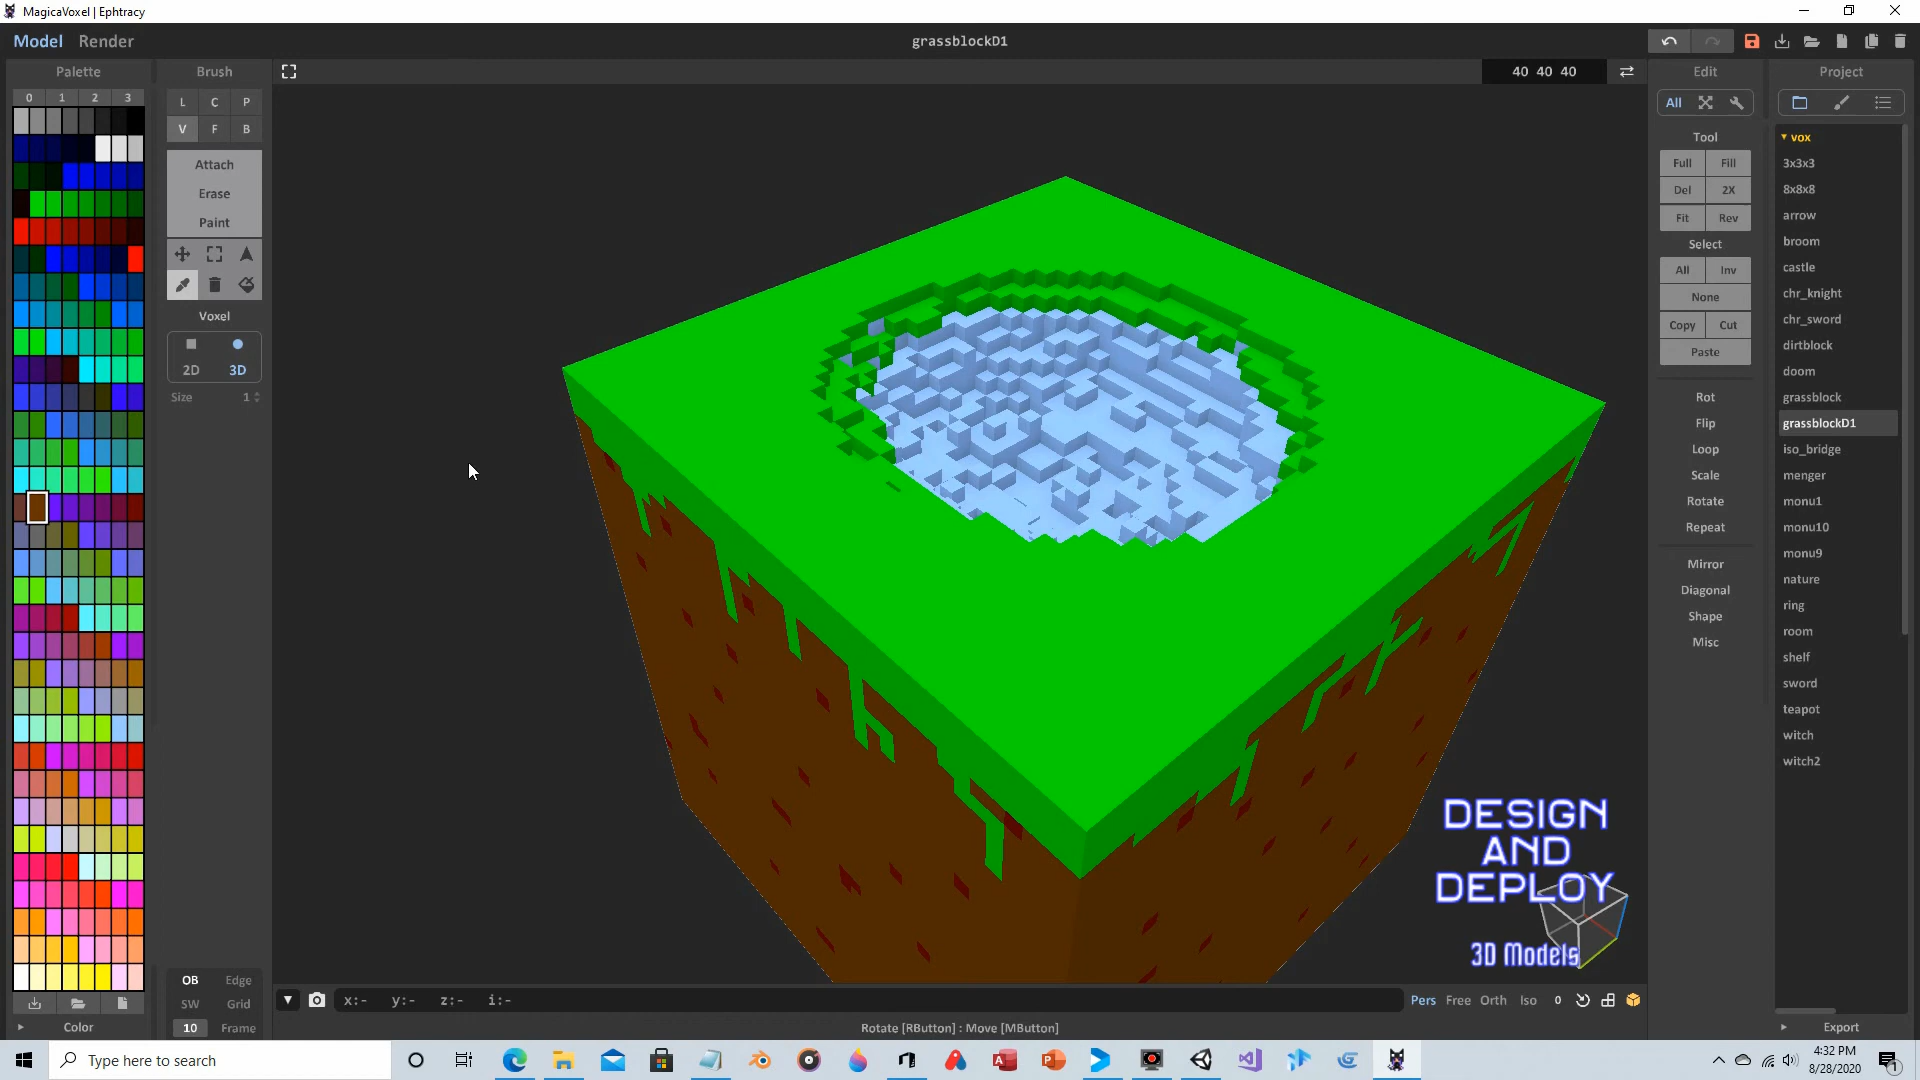 MagicaVoxel | Ephtracy
Model Render
grassblockD1
Palette
Brush
40 40 40
Edit
Project
0 1 2 3
L C P
V F B
Attach
Erase
Paint
Voxel
2D 3D
Size 1
OB Edge
SW Grid
10 Frame
Color
All
Tool
Full Fill
Del 2X
Fit Rev
Select
All Inv
None
Copy Cut
Paste
Rot
Flip
Loop
Scale
Rotate
Repeat
Mirror
Diagonal
Shape
Misc
vox
3x3x3
8x8x8
arrow
broom
castle
chr_knight
chr_sword
dirtblock
doom
grassblock
grassblockD1
iso_bridge
menger
monu1
monu10
monu9
nature
ring
room
shelf
sword
teapot
witch
witch2
Export
DESIGN
AND
DEPLOY
3D Models
x:- y:- z:- i:-
Pers Free Orth Iso 0
Rotate [RButton] : Move [MButton]
Type here to search
4:32 PM
8/28/2020
1